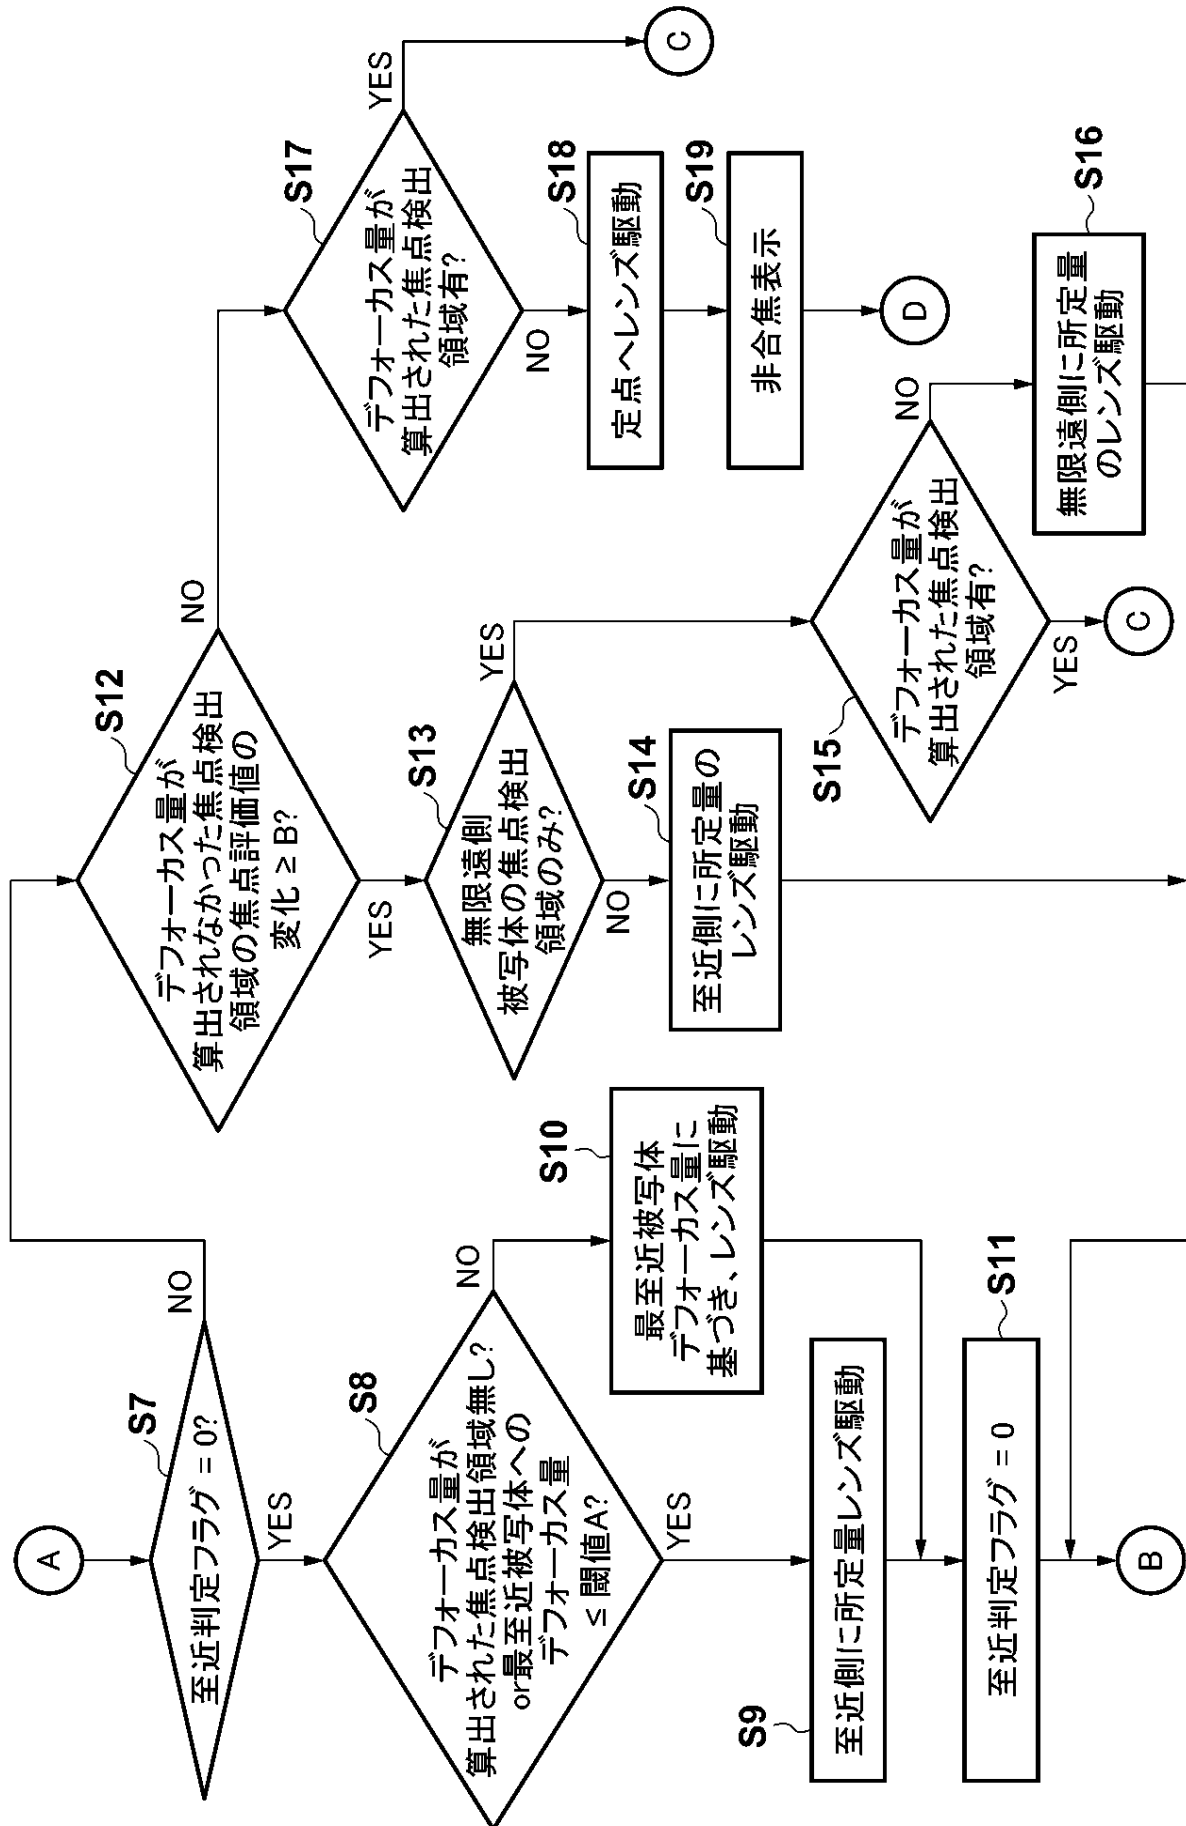 A
S7
至近判定フラグ = 0?
NO
YES
S8
デフォーカス量が
算出された焦点検出領域無し?
or最至近被写体への
デフォーカス量
≤ 閾値A?
NO
YES
S10
最至近被写体
デフォーカス量に
基づき、レンズ駆動
S9
至近側に所定量レンズ駆動
S11
至近判定フラグ = 0
B
S12
デフォーカス量が
算出されなかった焦点検出
領域の焦点評価値の
変化 ≥ B?
NO
YES
S13
無限遠側
被写体の焦点検出
領域のみ?
YES
NO
S14
至近側に所定量の
レンズ駆動
S15
デフォーカス量が
算出された焦点検出
領域有?
NO
YES
C
S16
無限遠側に所定量
のレンズ駆動
S17
デフォーカス量が
算出された焦点検出
領域有?
YES
NO
C
S18
定点へレンズ駆動
S19
非合焦表示
D